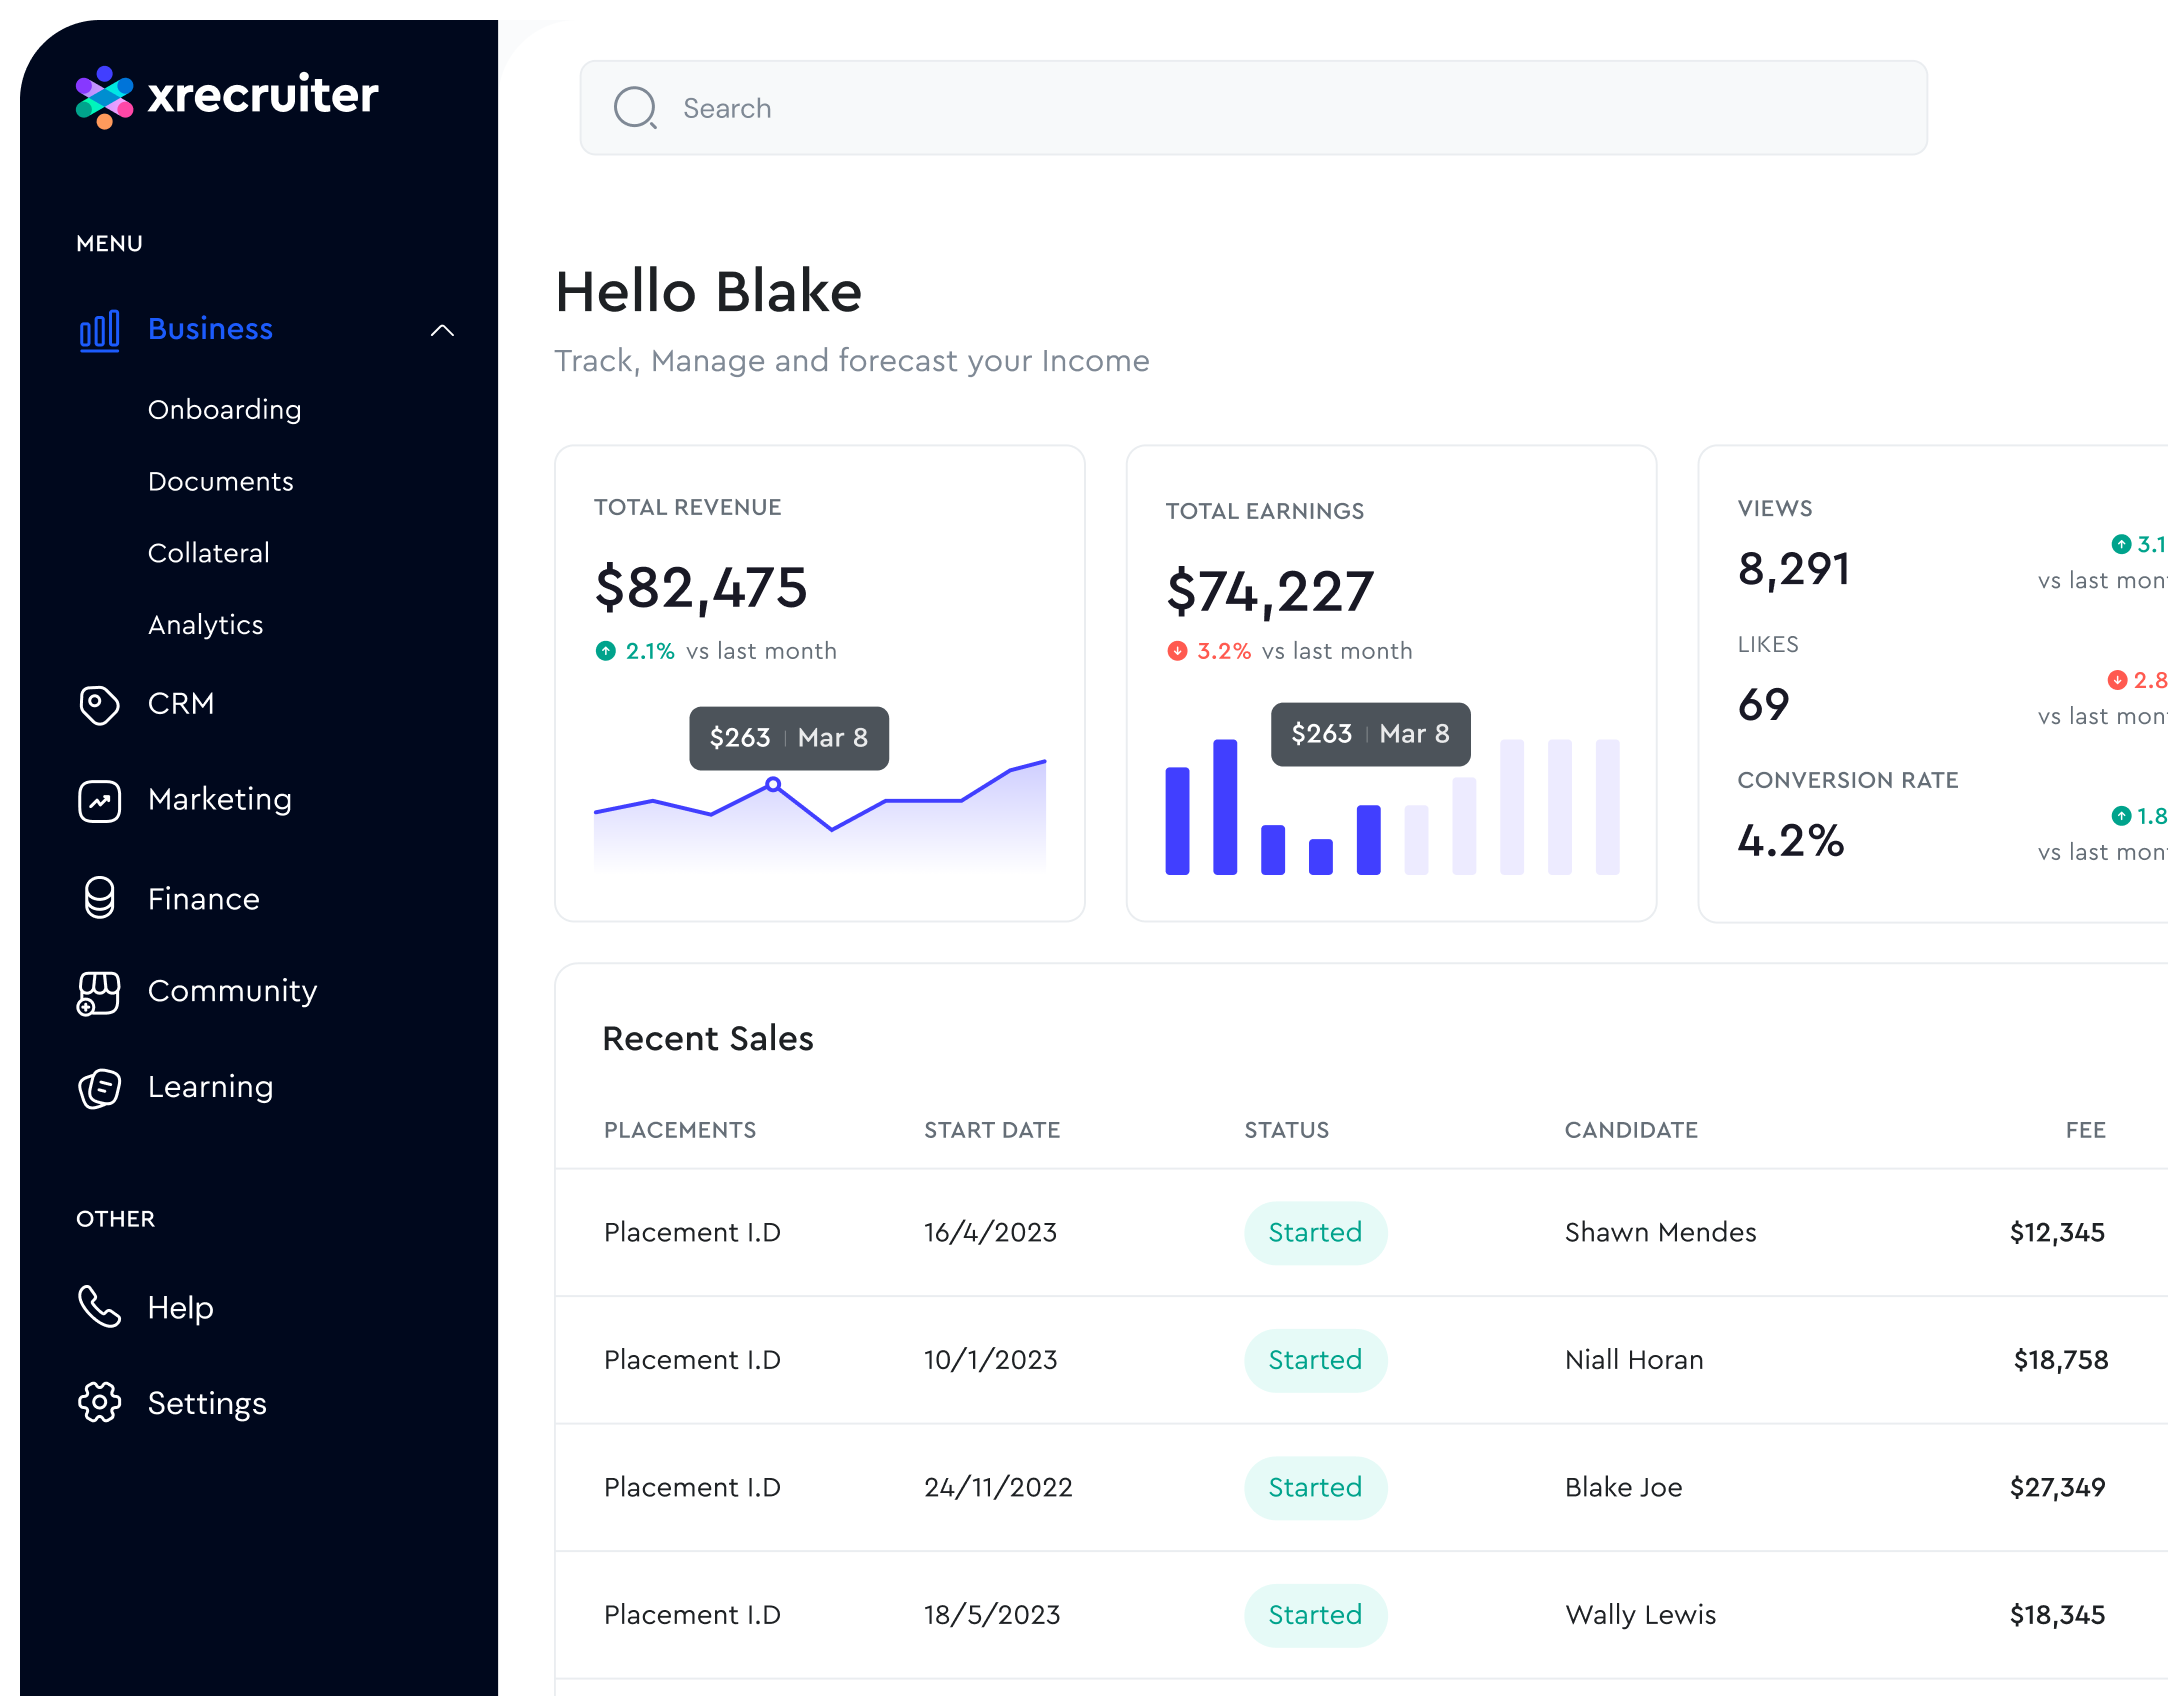 xrecruiter
MENU
Business
Onboarding
Documents
Collateral
Analytics
CRM
Marketing
Finance
Community
Learning
OTHER
Help
Settings
Search
Hello Blake
Track, Manage and forecast your Income
TOTAL REVENUE
$82,475
2.1% vs last month
$263 | Mar 8
TOTAL EARNINGS
$74,227
3.2% vs last month
$263 | Mar 8
VIEWS
8,291
3.1
vs last mon
LIKES
69
2.8
vs last mon
CONVERSION RATE
4.2%
1.8
vs last mon
Recent Sales
PLACEMENTS START DATE STATUS CANDIDATE FEE
Placement I.D 16/4/2023 Started Shawn Mendes $12,345
Placement I.D 10/1/2023 Started Niall Horan $18,758
Placement I.D 24/11/2022 Started Blake Joe $27,349
Placement I.D 18/5/2023 Started Wally Lewis $18,345